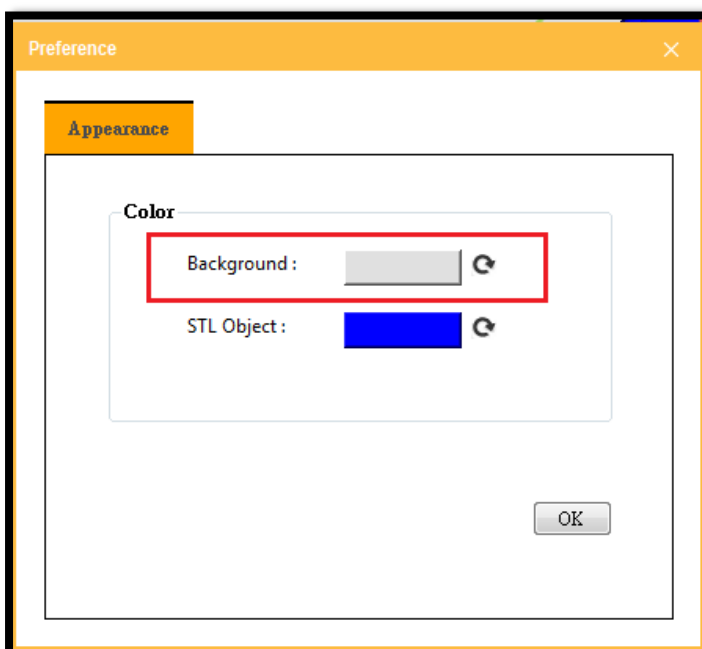 Preference
Appearance
Color
Background :
STL Object :
OK